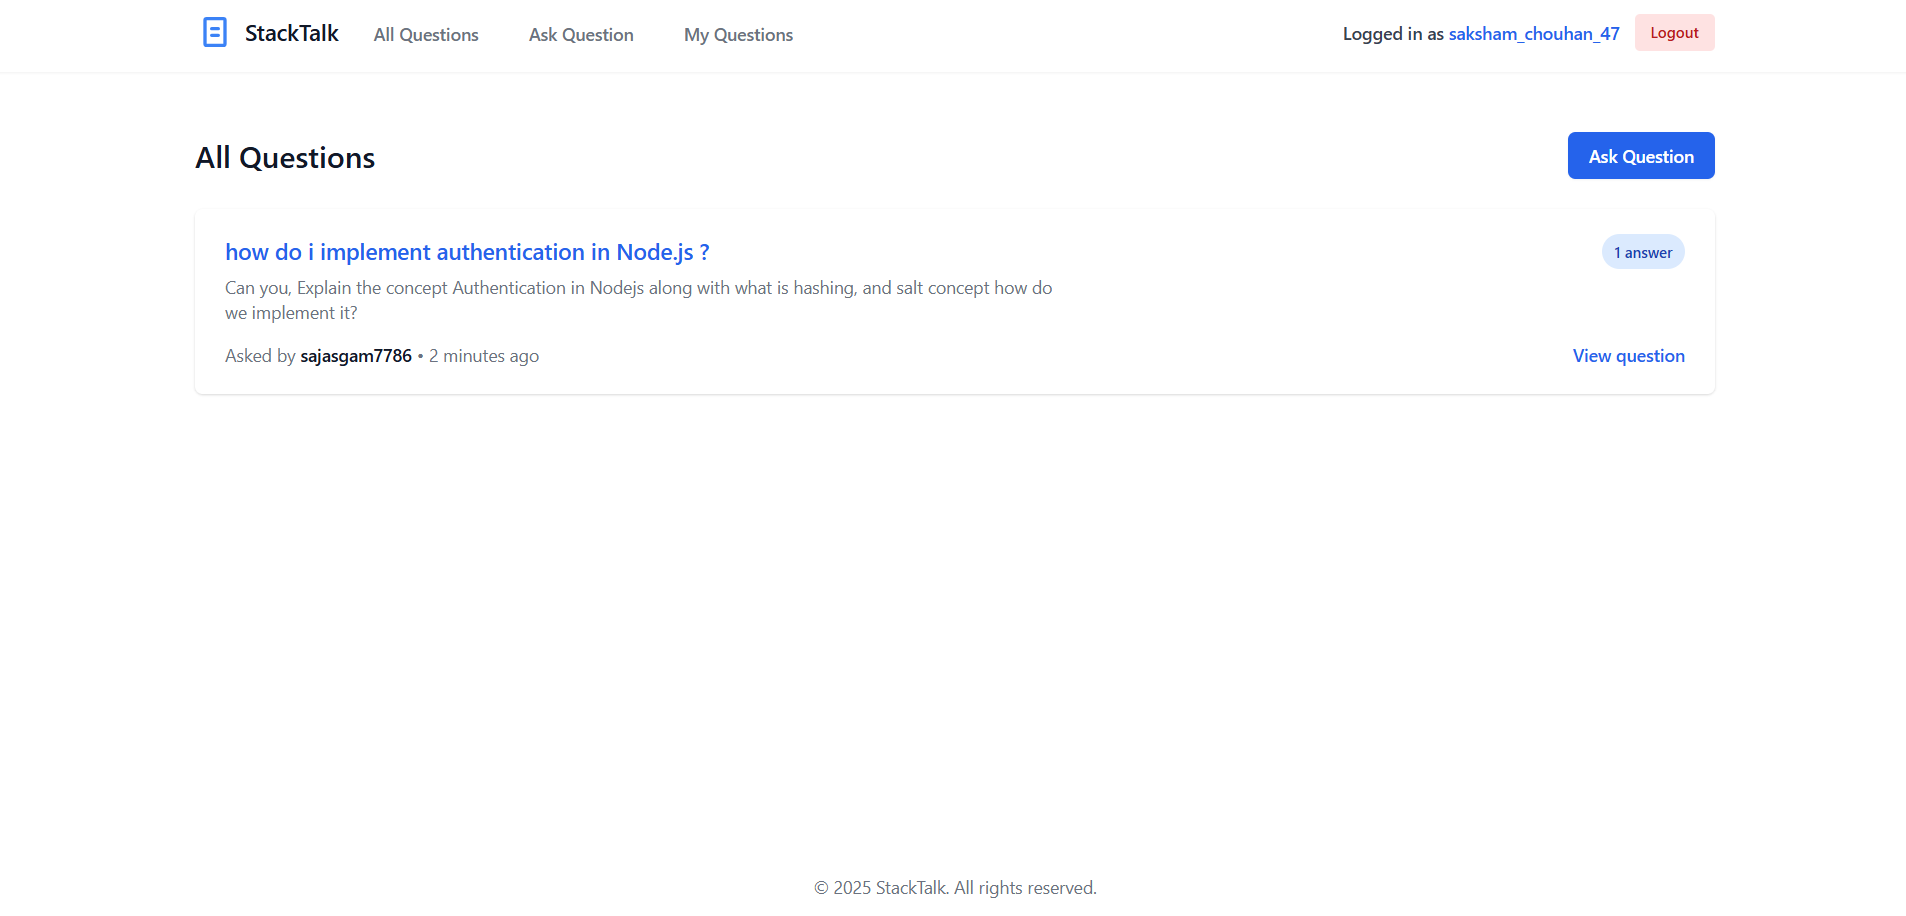 StackTalk All Questions Ask Question My Questions Logged in as saksham_chouhan_47 Logout
All Questions Ask Question
how do i implement authentication in Node.js ? 1 answer
Can you, Explain the concept Authentication in Nodejs along with what is hashing, and salt concept how do
we implement it?
Asked by sajasgam7786 • 2 minutes ago View question
© 2025 StackTalk. All rights reserved.